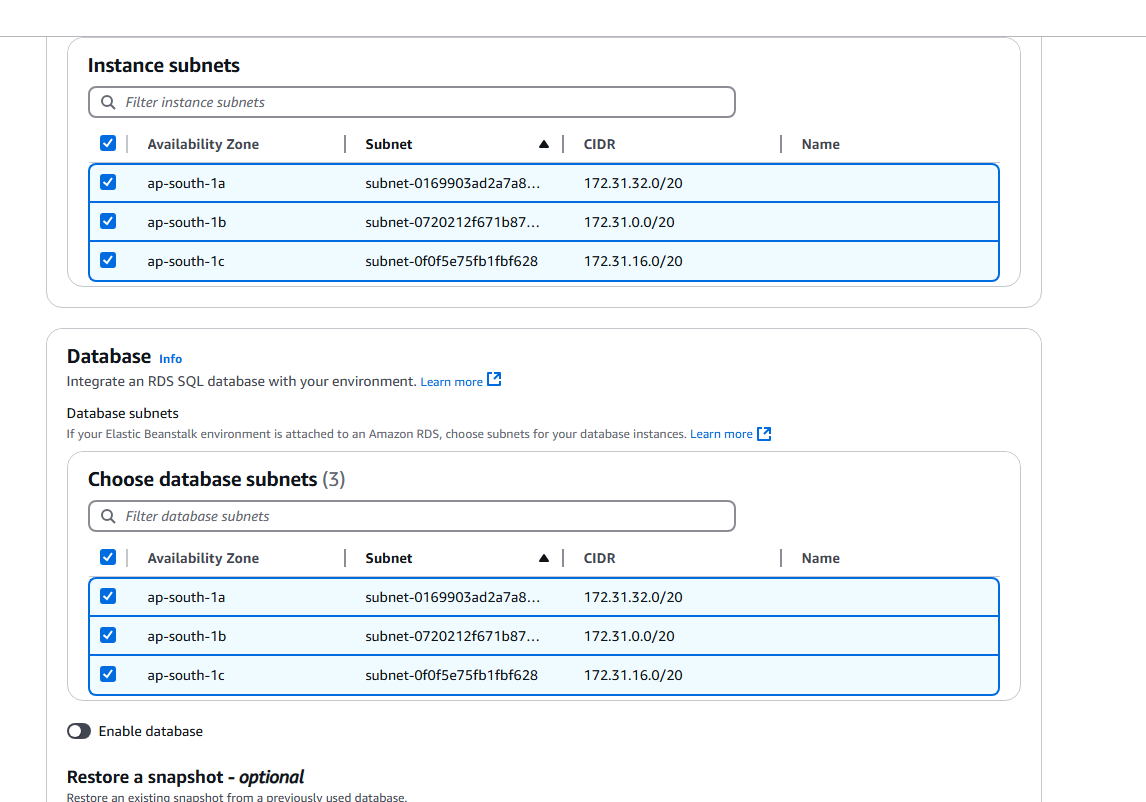 Instance subnets
Filter instance subnets
Availability Zone Subnet CIDR Name
ap-south-1a subnet-0169903ad2a7a8... 172.31.32.0/20
ap-south-1b subnet-0720212f671b87... 172.31.0.0/20
ap-south-1c subnet-0f0f5e75fb1fbf628 172.31.16.0/20
Database Info
Integrate an RDS SQL database with your environment. Learn more
Database subnets
If your Elastic Beanstalk environment is attached to an Amazon RDS, choose subnets for your database instances. Learn more
Choose database subnets (3)
Filter database subnets
Availability Zone Subnet CIDR Name
ap-south-1a subnet-0169903ad2a7a8... 172.31.32.0/20
ap-south-1b subnet-0720212f671b87... 172.31.0.0/20
ap-south-1c subnet-0f0f5e75fb1fbf628 172.31.16.0/20
Enable database
Restore a snapshot - optional
Restore an existing snapshot from a previously used database.